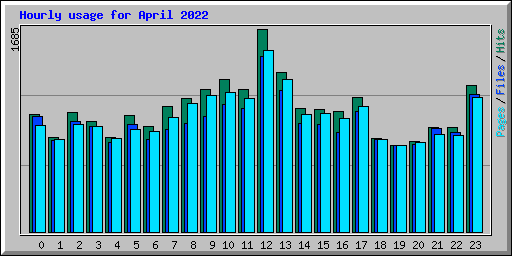 Hourly usage for April 2022
1685
Pages/Files/Hits
0 1 2 3 4 5 6 7 8 9 10 11 12 13 14 15 16 17 18 19 20 21 22 23